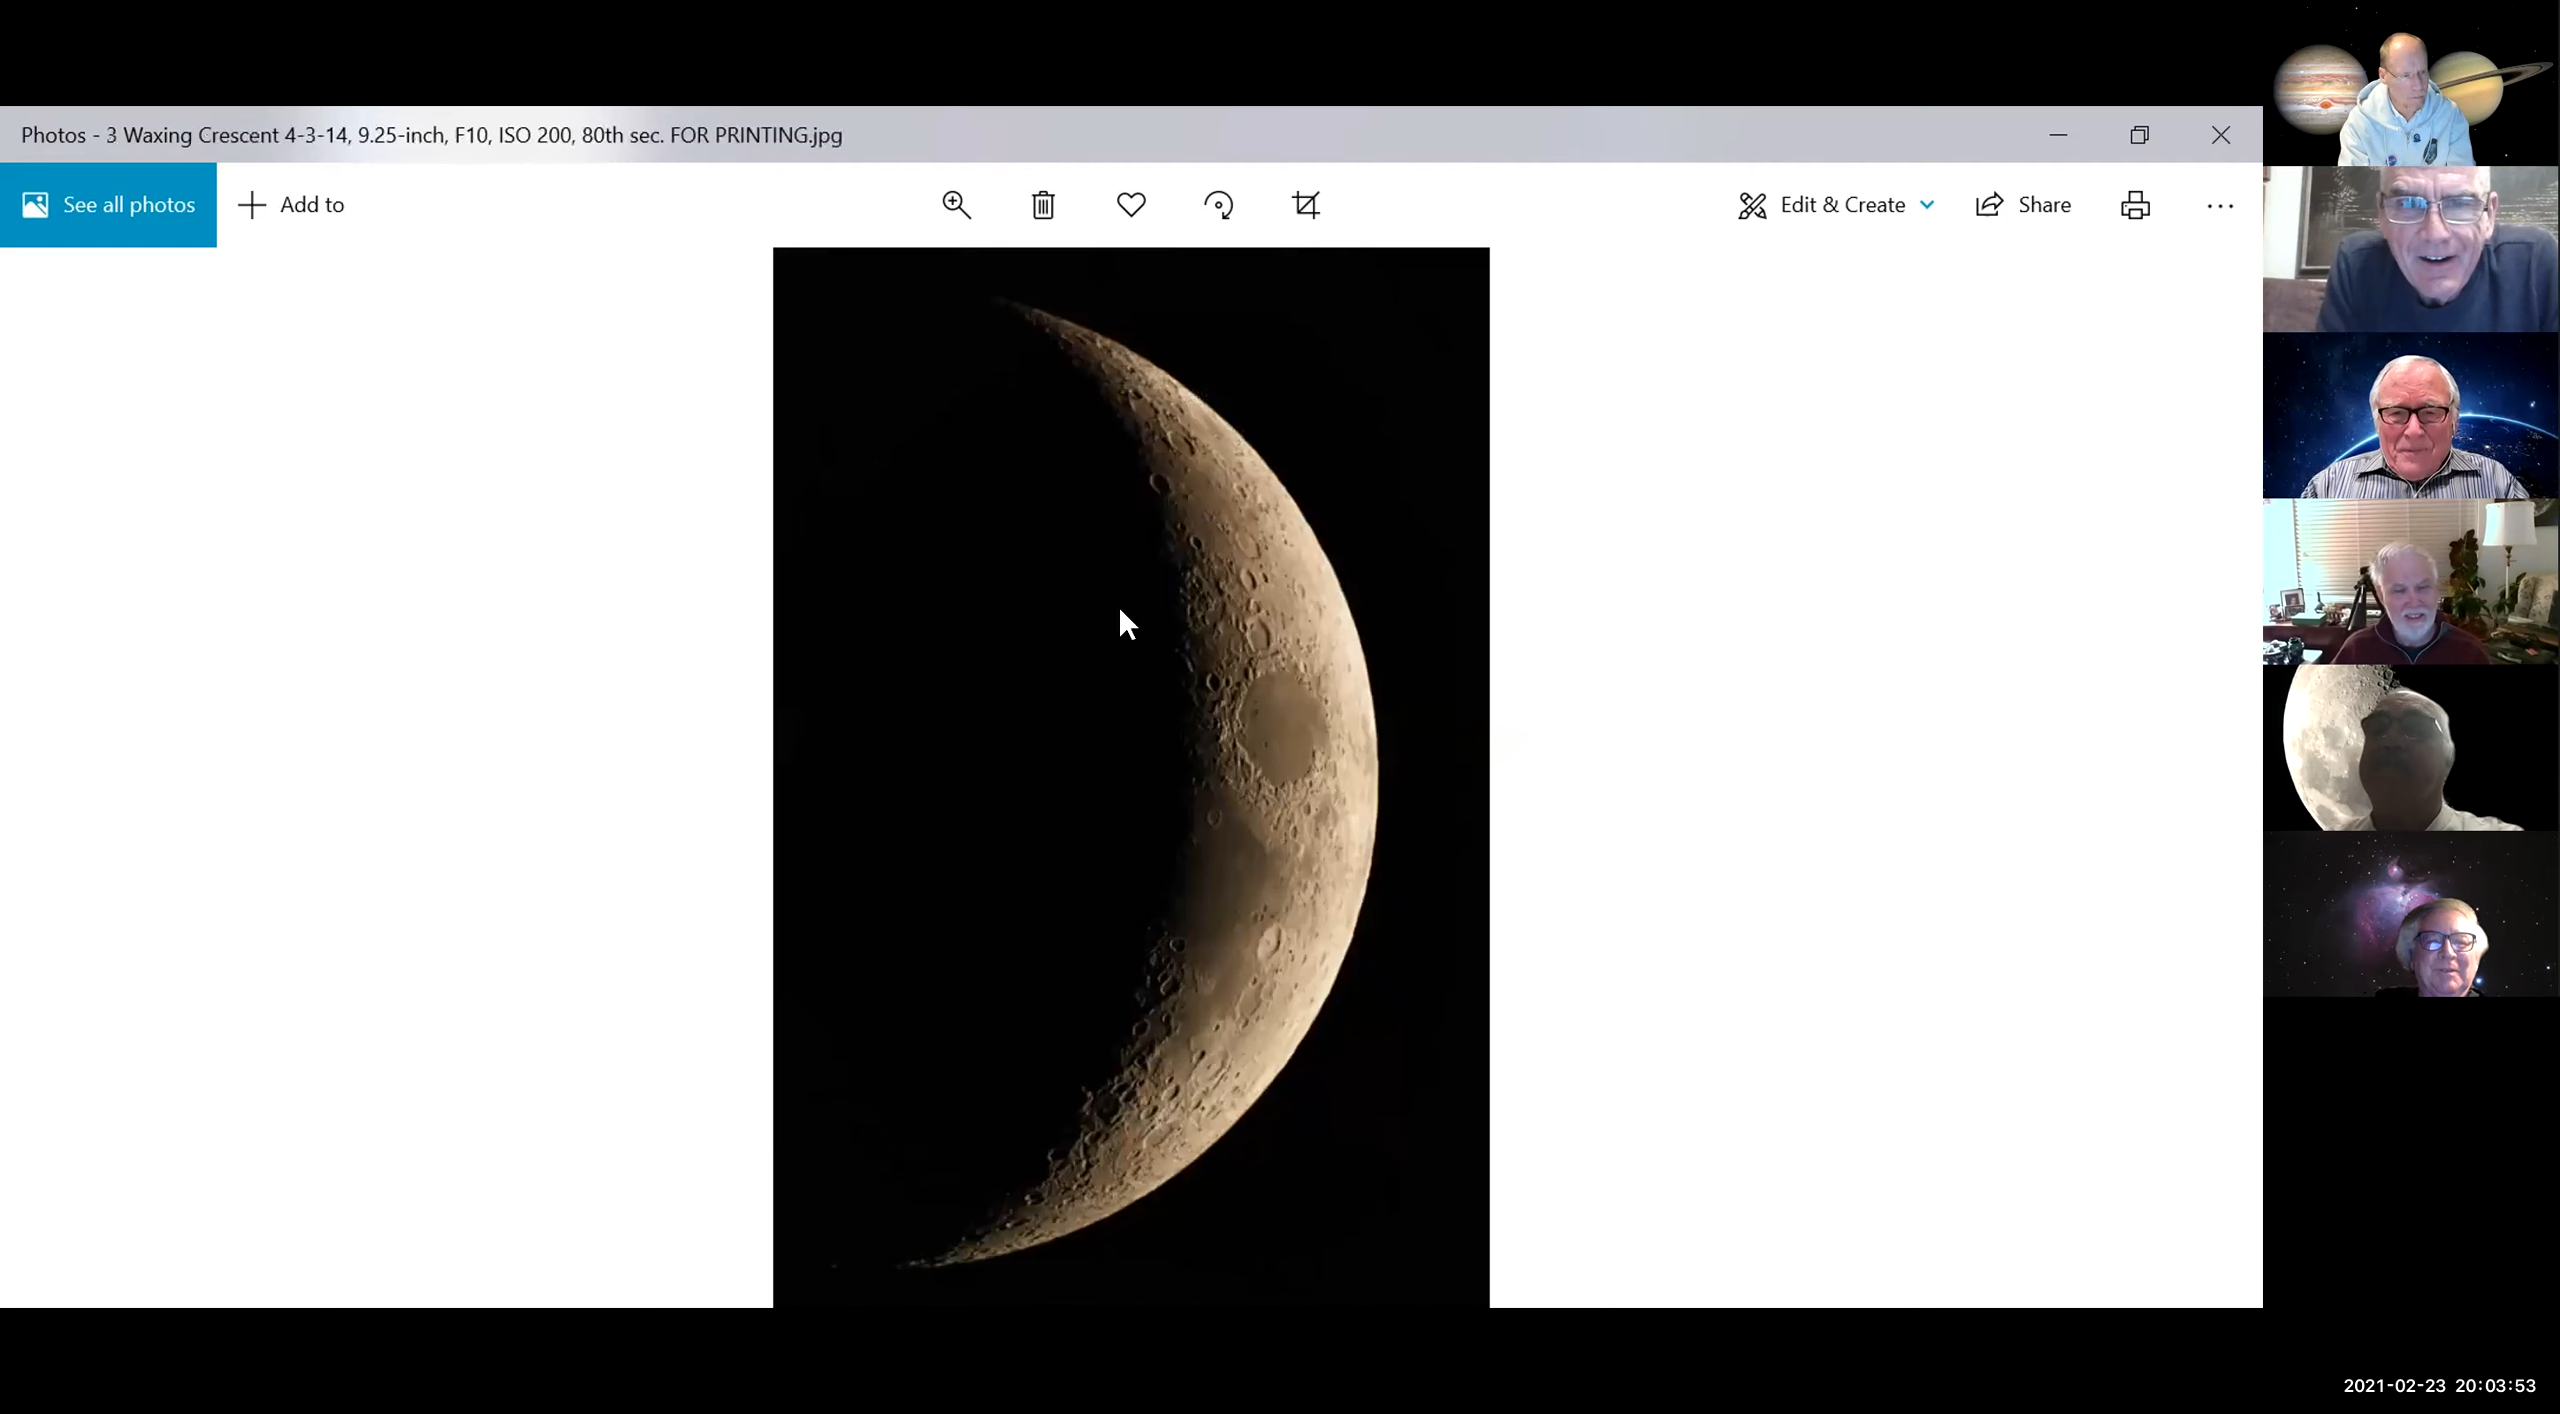 Photos - 3 Waxing Crescent 4-3-14, 9.25-inch, F10, ISO 200, 80th sec. FOR PRINTING.jpg
See all photos
Add to
Edit & Create
Share
2021-02-23 20:03:53